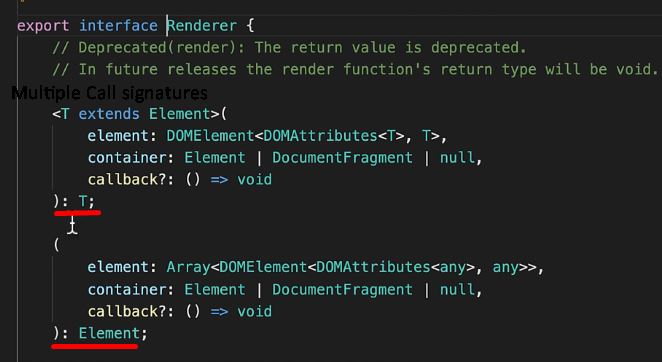 export interface Renderer {
// Deprecated(render): The return value is deprecated.
// In future releases the render function's return type will be void.
Multiple Call signatures
<T extends Element>(
element: DOMElement<DOMAttributes<T>, T>,
container: Element | DocumentFragment | null,
callback?: () => void
): T;
(
element: Array<DOMElement<DOMAttributes<any>, any>>,
container: Element | DocumentFragment | null,
callback?: () => void
): Element;